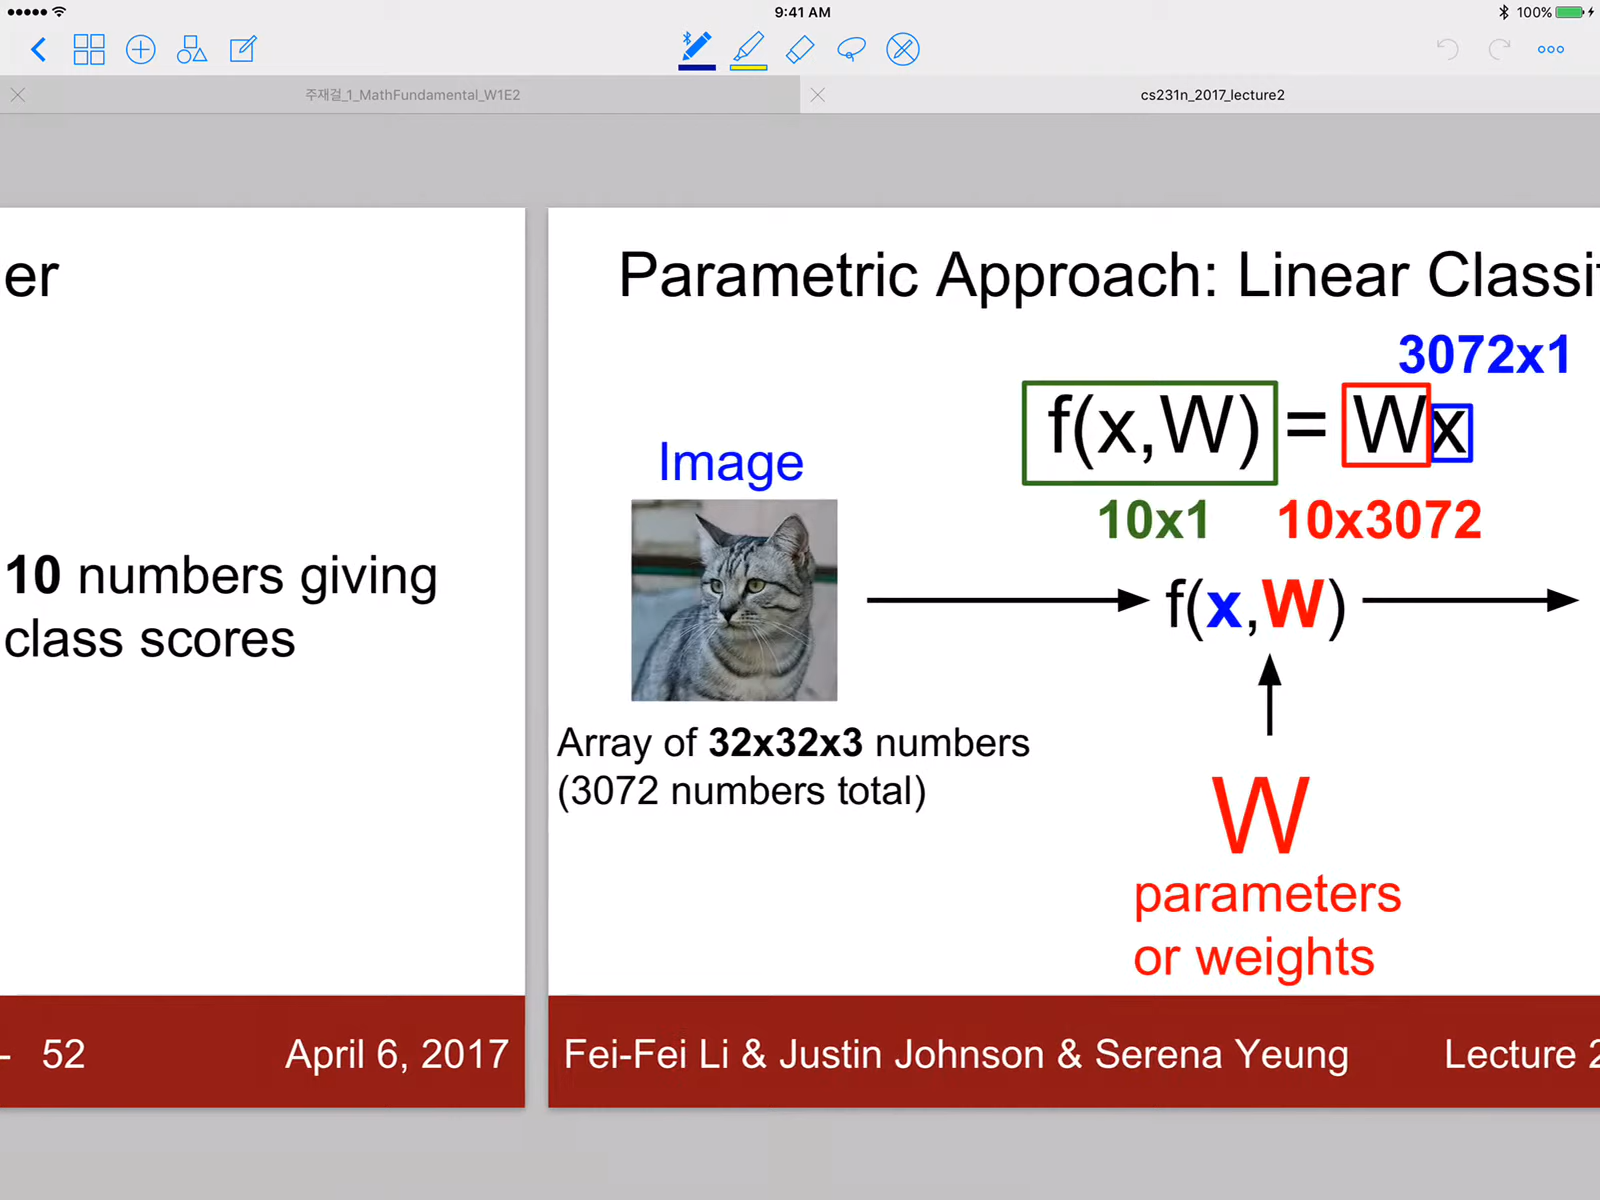 9:41 AM
100%
주재걸_1_MathFundamental_W1E2
cs231n_2017_lecture2
er
10 numbers giving
class scores
- 52
April 6, 2017
Parametric Approach: Linear Classif
3072x1
f(x,W) = Wx
10x1
10x3072
Image
f(x,W)
Array of 32x32x3 numbers
(3072 numbers total)
W
parameters
or weights
Fei-Fei Li & Justin Johnson & Serena Yeung
Lecture 2